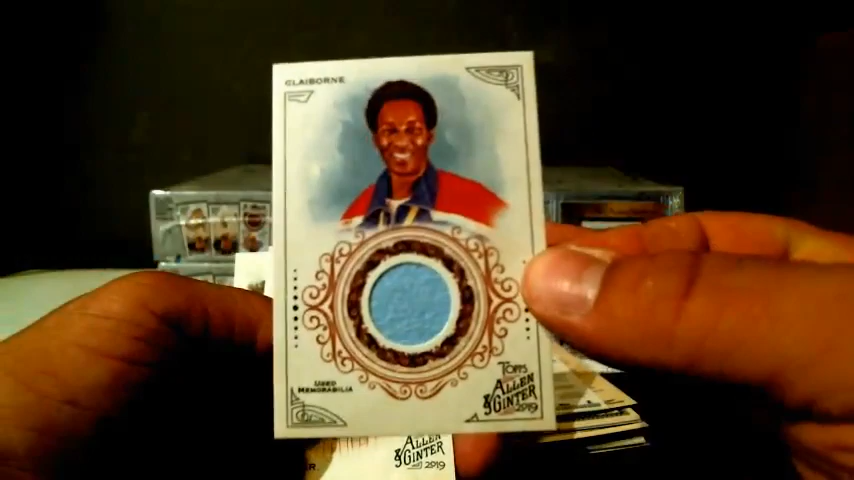 CLAIBORNE
USED
MEMORABILIA
TOPPS
ALLEN
& GINTER
2019
ALLEN
& GINTER
2019